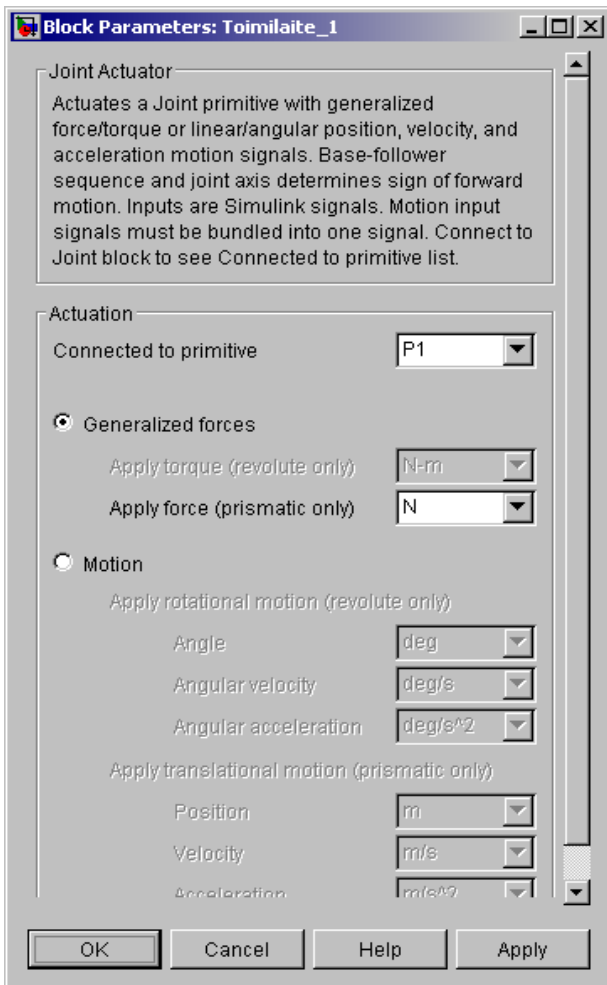 Block Parameters: Toimilaite_1
Joint Actuator
Actuates a Joint primitive with generalized
force/torque or linear/angular position, velocity, and
acceleration motion signals. Base-follower
sequence and joint axis determines sign of forward
motion. Inputs are Simulink signals. Motion input
signals must be bundled into one signal. Connect to
Joint block to see Connected to primitive list.
Actuation
Connected to primitive P1
Generalized forces
Apply torque (revolute only) N-m
Apply force (prismatic only) N
Motion
Apply rotational motion (revolute only)
Angle deg
Angular velocity deg/s
Angular acceleration deg/s^2
Apply translational motion (prismatic only)
Position m
Velocity m/s
Acceleration m/s^2
OK Cancel Help Apply